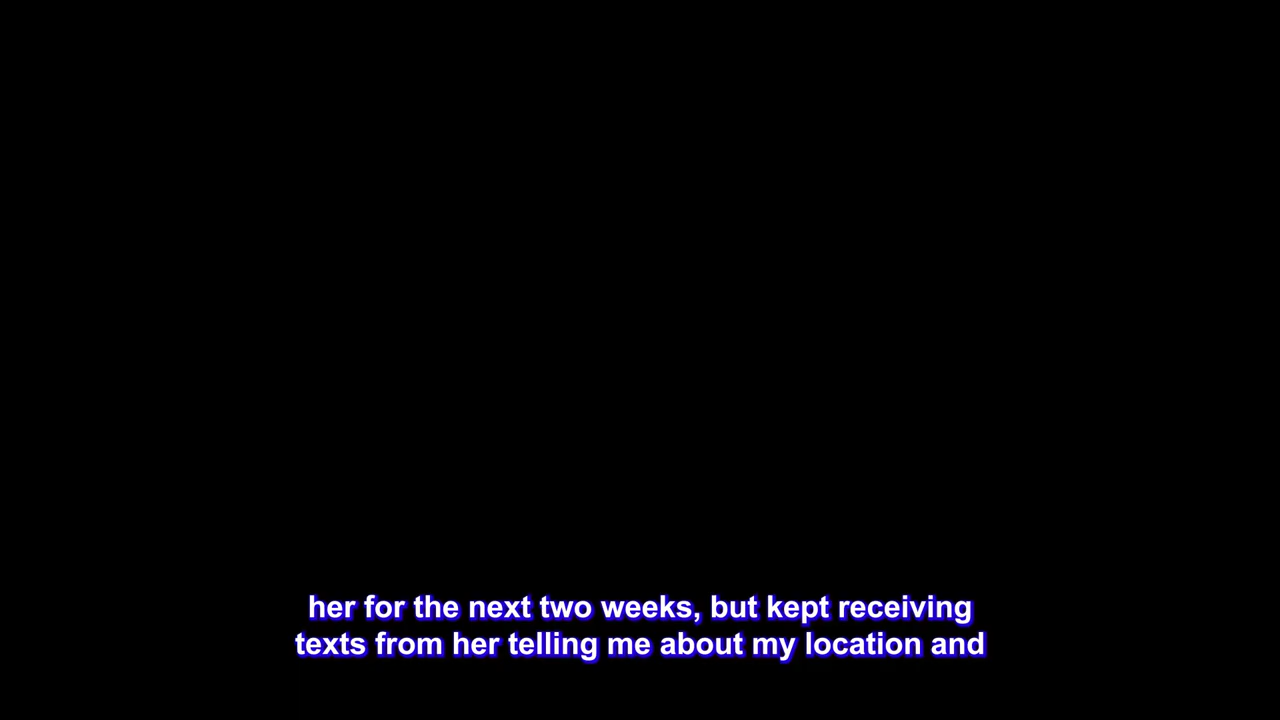 her for the next two weeks, but kept receiving
texts from her telling me about my location and